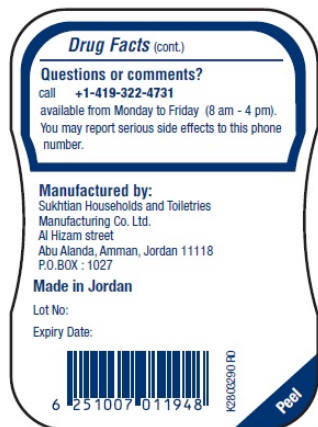 Drug Facts (cont.)
Questions or comments?
call +1-419-322-4731
available from Monday to Friday (8 am - 4 pm).
You may report serious side effects to this phone
number.
Manufactured by:
Sukhtian Households and Toiletries
Manufacturing Co. Ltd.
Al Hizam street
Abu Alanda, Amman, Jordan 11118
P.O.BOX : 1027
Made in Jordan
Lot No:
Expiry Date:
6 251007 011948
K2803290 R0
Peel